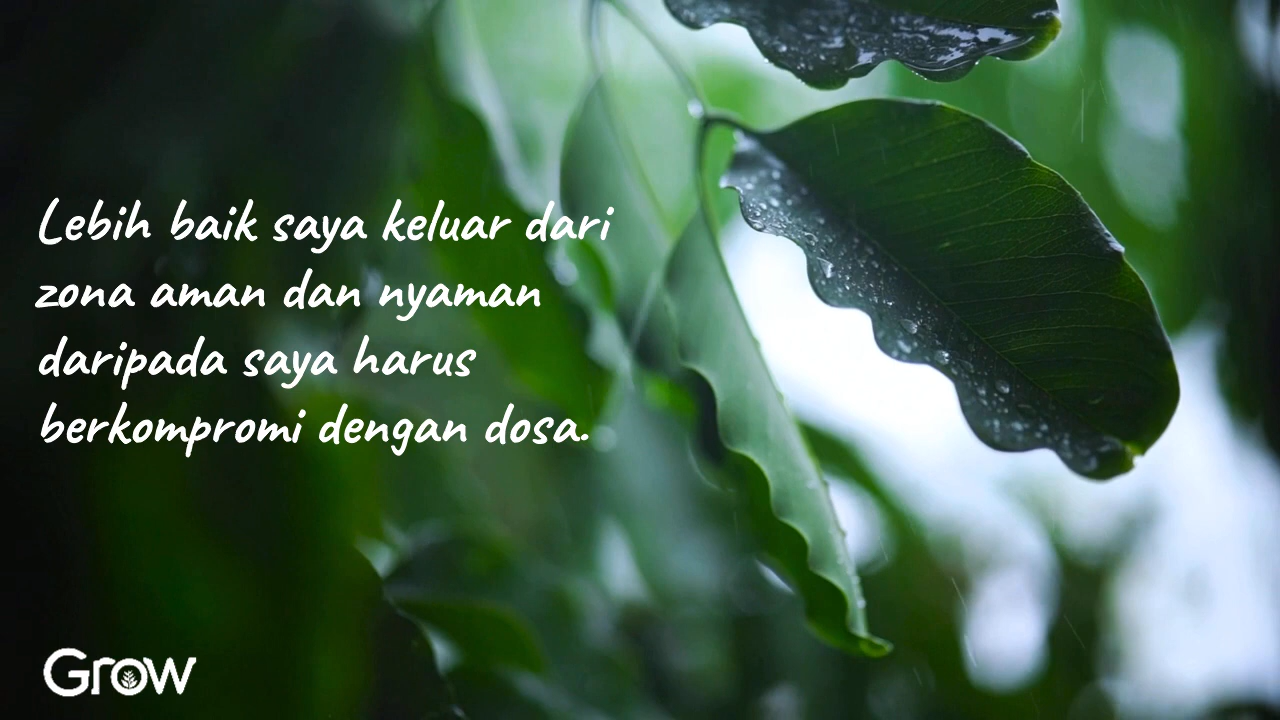 Lebih baik saya keluar dari
zona aman dan nyaman
daripada saya harus
berkompromi dengan dosa.
Grow